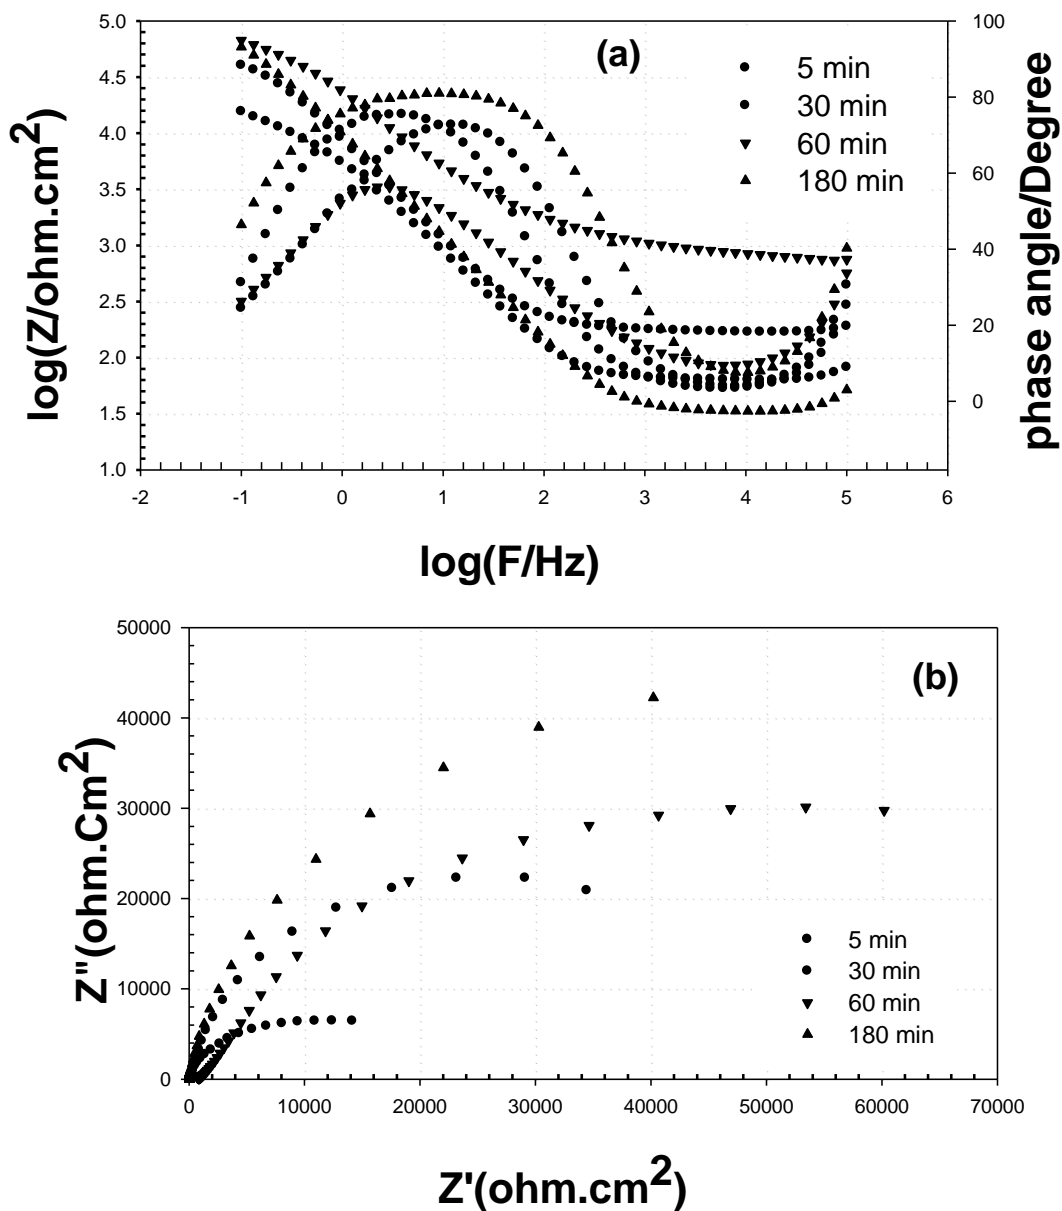 (a)
5 min
30 min
60 min
180 min
5.0
4.5
4.0
3.5
3.0
2.5
2.0
1.5
1.0
log(Z/ohm.cm²)
100
80
60
40
20
0
phase angle/Degree
-2
-1
0
1
2
3
4
5
6
log(F/Hz)
(b)
50000
40000
30000
20000
10000
0
Z"(ohm.Cm²)
5 min
30 min
60 min
180 min
0
10000
20000
30000
40000
50000
60000
70000
Z'(ohm.cm²)